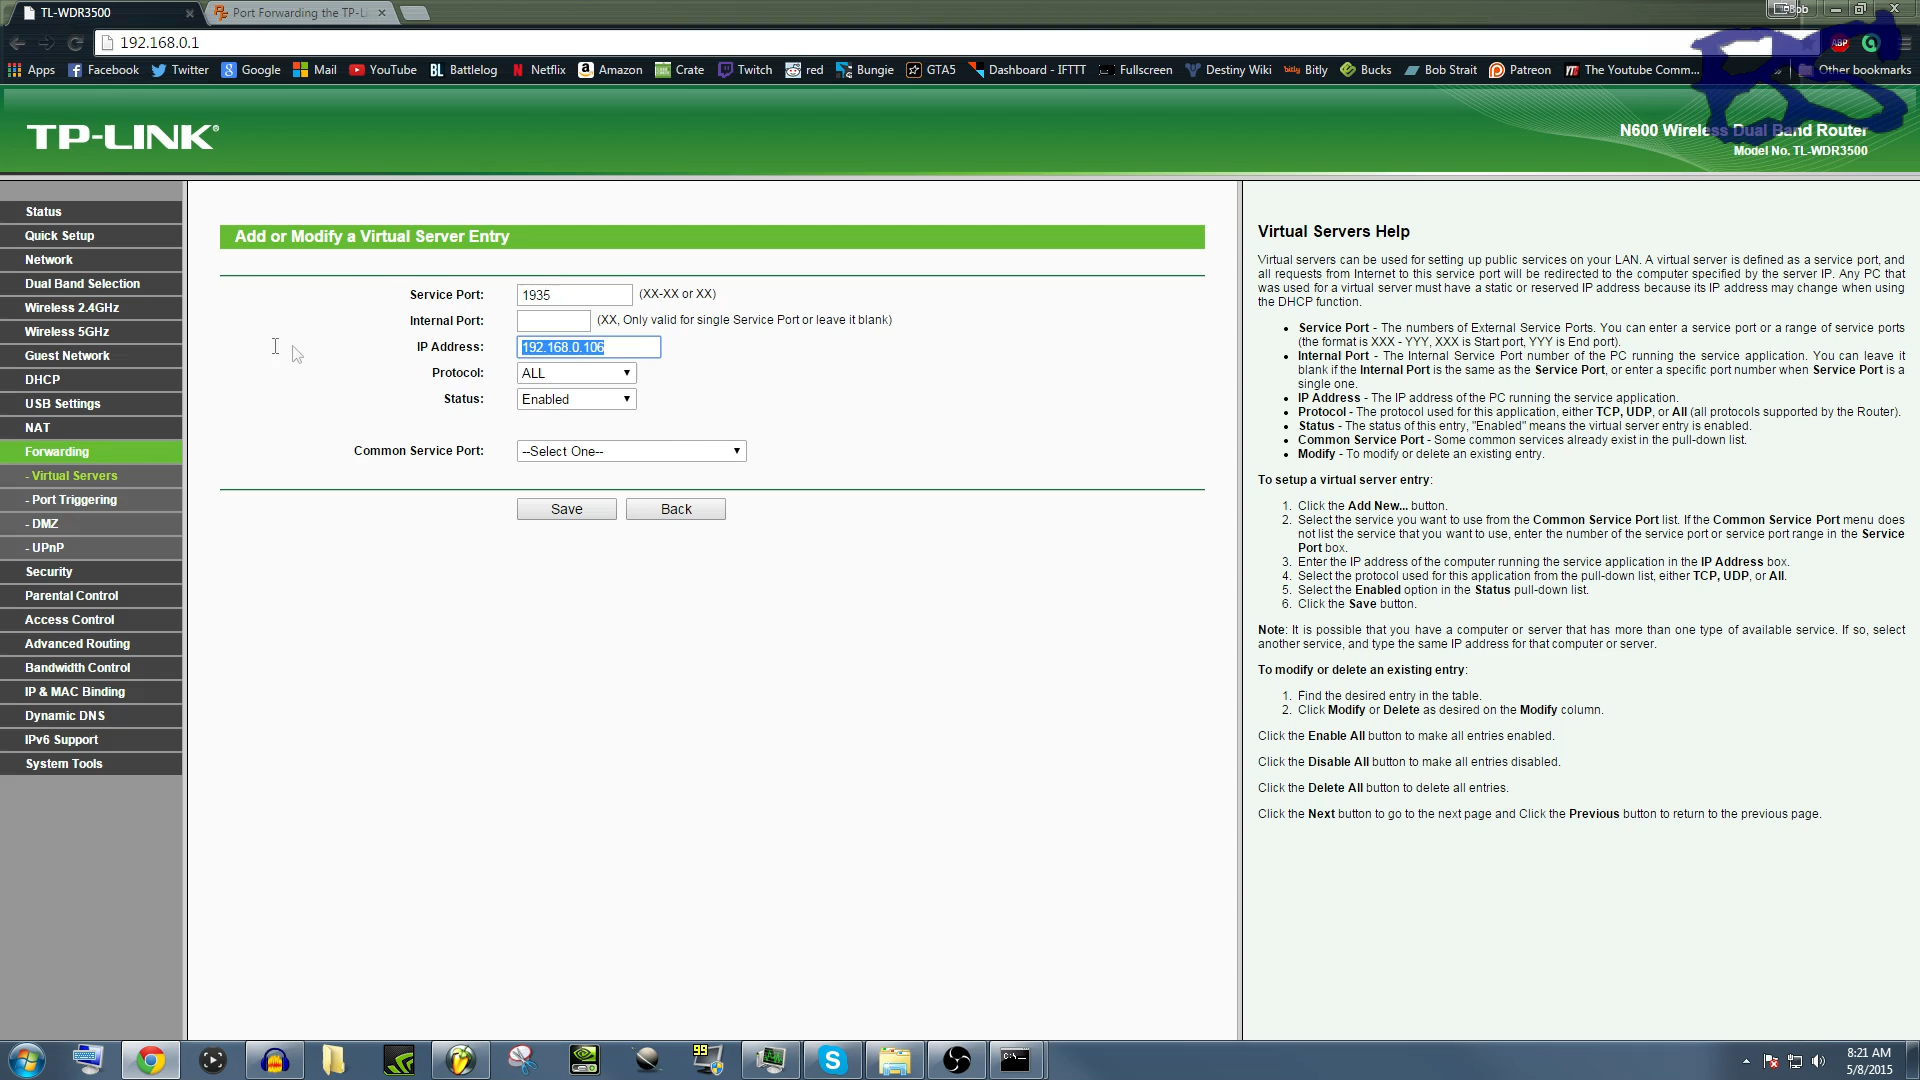 TL-WDR3500
Port Forwarding the TP-Li
Bob
192.168.0.1
ABP
Apps
Facebook
Twitter
Google
Mail
YouTube
BL Battlelog
N Netflix
Amazon
Crate
Twitch
red
Bungie
GTA5
Dashboard - IFTTT
Fullscreen
Destiny Wiki
bitly Bitly
Bucks
Bob Strait
Patreon
The Youtube Comm...
Other bookmarks
TP-LINK®
N600 Wireless Dual Band Router
Model No. TL-WDR3500
Status
Quick Setup
Network
Dual Band Selection
Wireless 2.4GHz
Wireless 5GHz
Guest Network
DHCP
USB Settings
NAT
Forwarding
- Virtual Servers
- Port Triggering
- DMZ
- UPnP
Security
Parental Control
Access Control
Advanced Routing
Bandwidth Control
IP & MAC Binding
Dynamic DNS
IPv6 Support
System Tools
Add or Modify a Virtual Server Entry
Service Port: 1935 (XX-XX or XX)
Internal Port: (XX, Only valid for single Service Port or leave it blank)
IP Address: 192.168.0.106
Protocol: ALL
Status: Enabled
Common Service Port: --Select One--
Save Back
Virtual Servers Help
Virtual servers can be used for setting up public services on your LAN. A virtual server is defined as a service port, and
all requests from Internet to this service port will be redirected to the computer specified by the server IP. Any PC that
was used for a virtual server must have a static or reserved IP address because its IP address may change when using
the DHCP function.
• Service Port - The numbers of External Service Ports. You can enter a service port or a range of service ports
(the format is XXX - YYY, XXX is Start port, YYY is End port).
• Internal Port - The Internal Service Port number of the PC running the service application. You can leave it
blank if the Internal Port is the same as the Service Port, or enter a specific port number when Service Port is a
single one.
• IP Address - The IP address of the PC running the service application.
• Protocol - The protocol used for this application, either TCP, UDP, or All (all protocols supported by the Router).
• Status - The status of this entry, "Enabled" means the virtual server entry is enabled.
• Common Service Port - Some common services already exist in the pull-down list.
• Modify - To modify or delete an existing entry.
To setup a virtual server entry:
1. Click the Add New... button.
2. Select the service you want to use from the Common Service Port list. If the Common Service Port menu does
not list the service that you want to use, enter the number of the service port or service port range in the Service
Port box.
3. Enter the IP address of the computer running the service application in the IP Address box.
4. Select the protocol used for this application from the pull-down list, either TCP, UDP, or All.
5. Select the Enabled option in the Status pull-down list.
6. Click the Save button.
Note: It is possible that you have a computer or server that has more than one type of available service. If so, select
another service, and type the same IP address for that computer or server.
To modify or delete an existing entry:
1. Find the desired entry in the table.
2. Click Modify or Delete as desired on the Modify column.
Click the Enable All button to make all entries enabled.
Click the Disable All button to make all entries disabled.
Click the Delete All button to delete all entries.
Click the Next button to go to the next page and Click the Previous button to return to the previous page.
99
C:\.
8:21 AM
5/8/2015